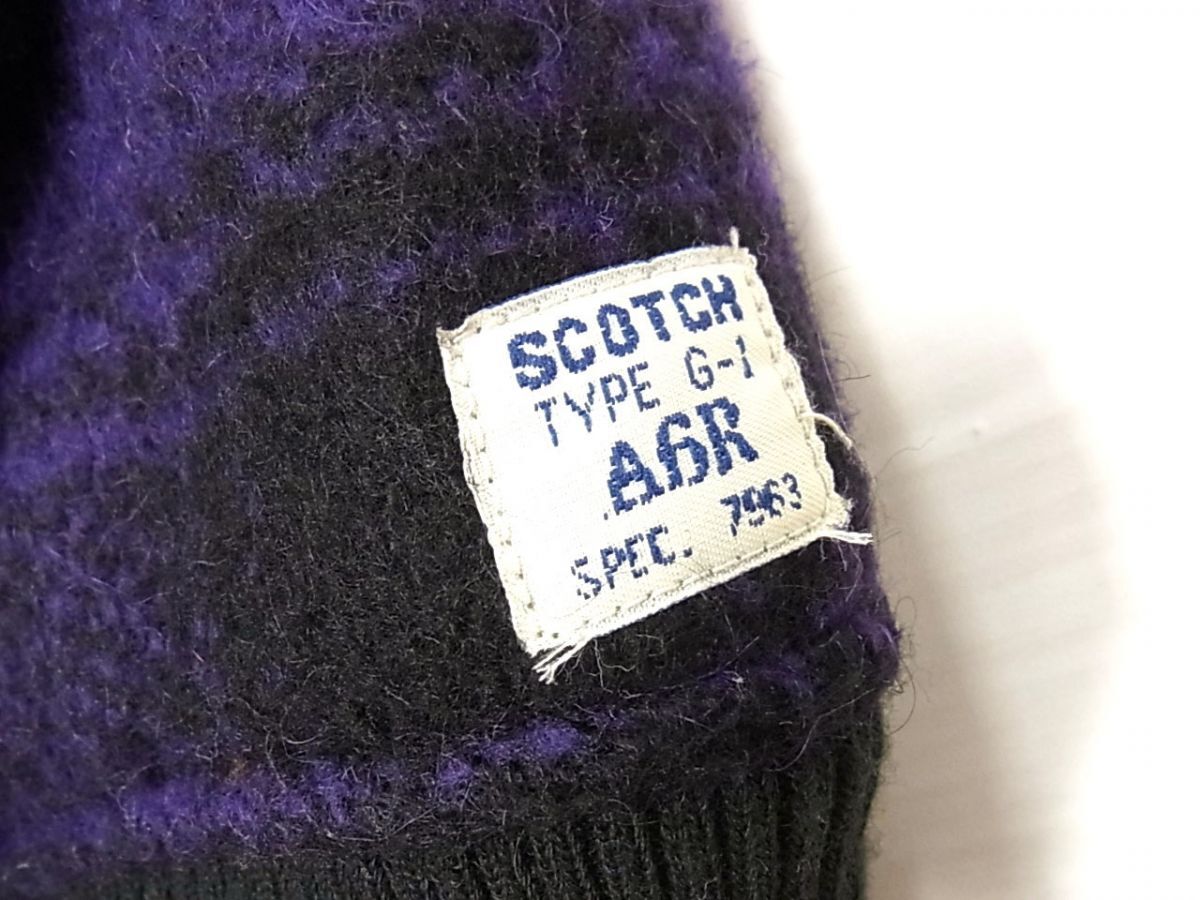 SCOTCH
TYPE G-1
A6R
SPEC. 7963